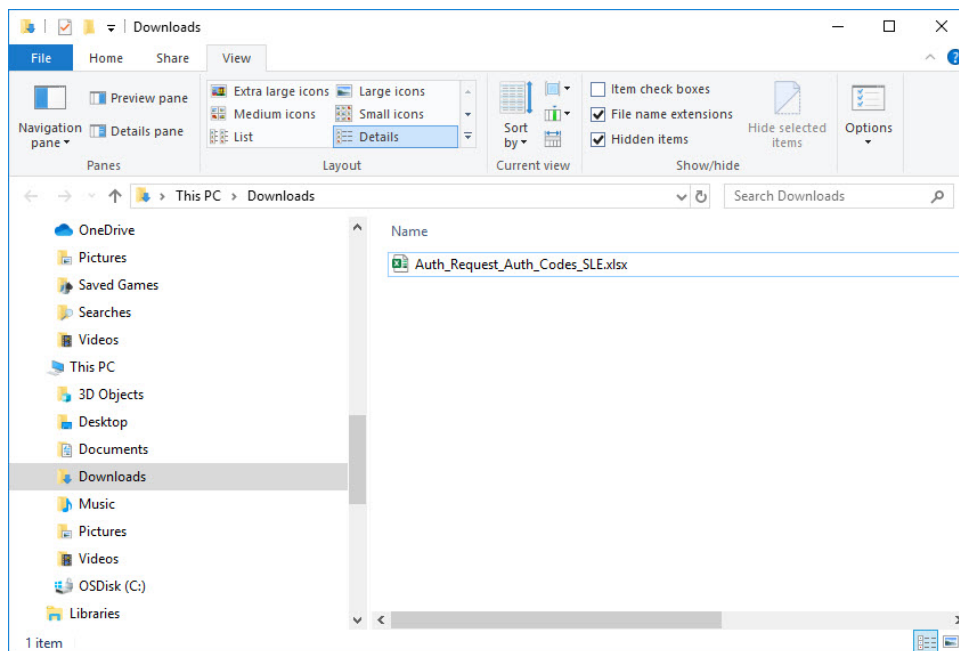 Downloads
File Home Share View
Navigation pane
Preview pane
Details pane
Panes
Extra large icons Large icons
Medium icons Small icons
List Details
Layout
Sort by
Current view
Item check boxes
File name extensions
Hidden items
Hide selected items
Show/hide
Options
This PC > Downloads
Search Downloads
OneDrive
Pictures
Saved Games
Searches
Videos
This PC
3D Objects
Desktop
Documents
Downloads
Music
Pictures
Videos
OSDisk (C:)
Libraries
Name
Auth_Request_Auth_Codes_SLE.xlsx
1 item